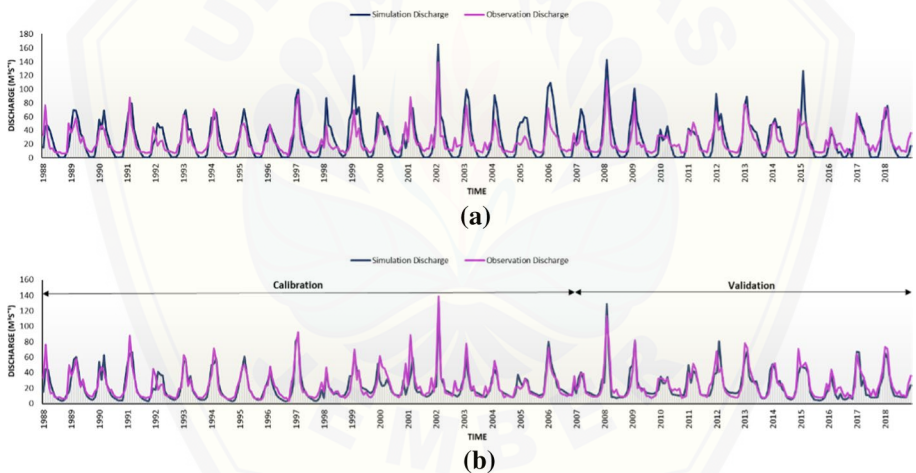 Simulation Discharge Observation Discharge
DISCHARGE (M³S⁻¹)
180
160
140
120
100
80
60
40
20
0
1988 1989 1990 1991 1992 1993 1994 1995 1996 1997 1998 1999 2000 2001 2002 2003 2004 2005 2006 2007 2008 2009 2010 2011 2012 2013 2014 2015 2016 2017 2018
TIME
(a)
Simulation Discharge Observation Discharge
Calibration Validation
DISCHARGE (M³S⁻¹)
160
140
120
100
80
60
40
20
0
1988 1989 1990 1991 1992 1993 1994 1995 1996 1997 1998 1999 2000 2001 2002 2003 2004 2005 2006 2007 2008 2009 2010 2011 2012 2013 2014 2015 2016 2017 2018
TIME
(b)